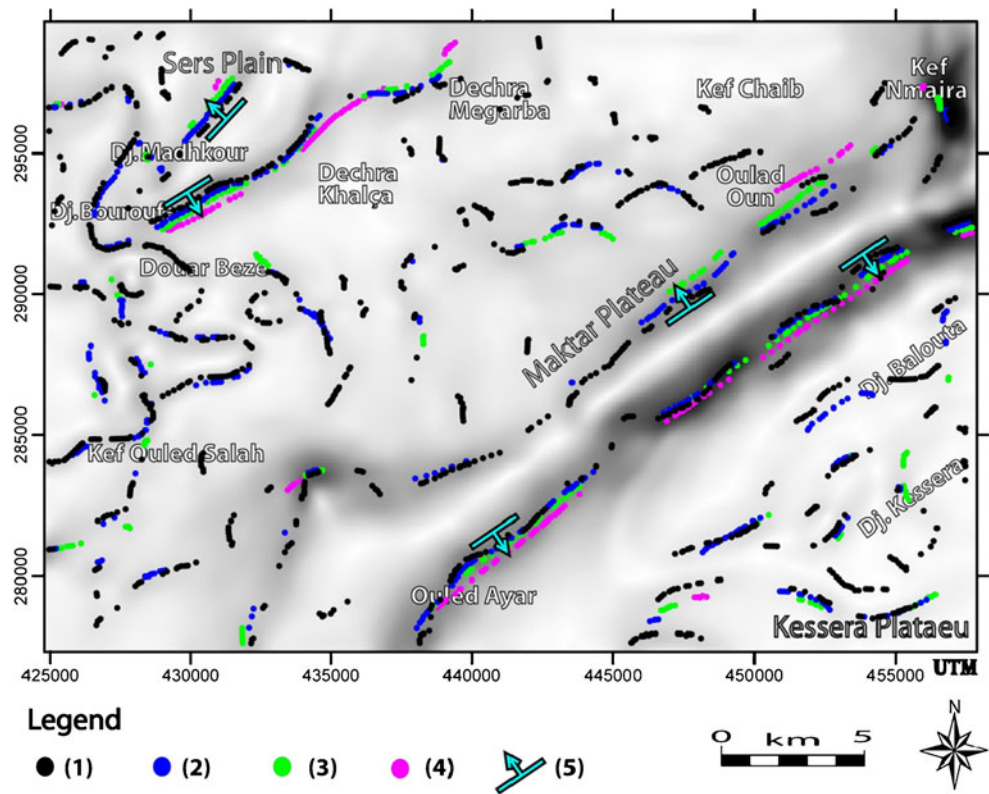 Sers Plain
Dechra
Megarba
Kef Chaib
Kef
Nmaira
295000
Dj.Madhkour
Dechra
Khalça
Oulad
Oun
Dj.Bourouf
Douar Beze
290000
Maktar Plateau
Dj. Balouta
285000
Kef Ouled Salah
Dj. Kessera
280000
Ouled Ayar
Kessera Plataeu
425000 430000 435000 440000 445000 450000 455000 UTM
Legend
(1) (2) (3) (4) (5)
0 km 5
N